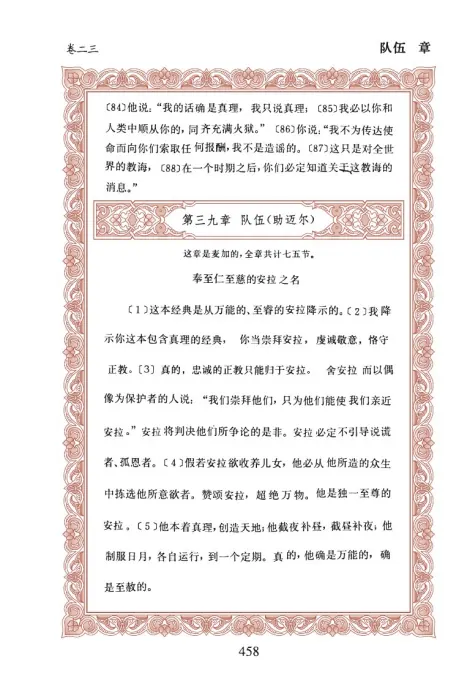 卷二三
队伍 章
(84)他说：“我的话确是真理，我只说真理；(85)我必以你和
人类中顺从你的，同齐充满火狱。”(86)你说：“我不为传达使
命而向你们索取任何报酬，我不是造谣的。(87)这只是对全世
界的教诲，(88)在一个时期之后，你们必定知道关于这教诲的
消息。”
第三九章 队伍(助迈尔)
这章是麦加的，全章共计七五节。
奉至仁至慈的安拉之名
(1)这本经典是从万能的、至睿的安拉降示的。(2)我降
示你这本包含真理的经典， 你当崇拜安拉， 虔诚敬意，恪守
正教。(3) 真的，忠诚的正教只能归于安拉。 舍安拉 而以偶
像为保护者的人说；“我们崇拜他们，只为他们能使我们亲近
安拉。”安拉将判决他们所争论的是非。安拉必定不引导说谎
者、孤恩者。(4)假若安拉欲收养儿女，他必从他所造的众生
中拣选他所意欲者。赞颂安拉，超绝万物。他是独一至尊的
安拉。(5)他本着真理，创造天地；他截夜补昼，截昼补夜；他
制服日月，各自运行，到一个定期。真的，他确是万能的，确
是至赦的。
458